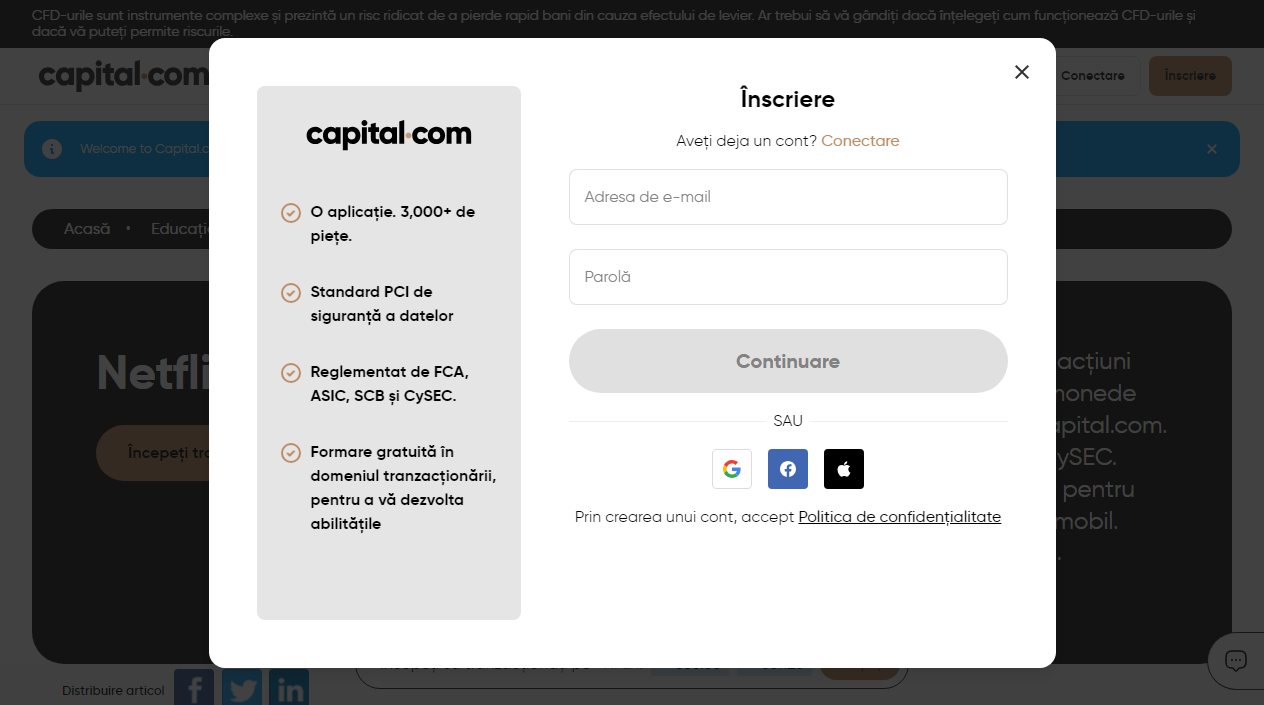 CFD-urile sunt instrumente complexe și prezintă un risc ridicat de a pierde rapid bani din cauza efectului de levier. Ar trebui să vă gândiți dacă înțelegeți cum funcționează CFD-urile și
dacă vă puteți permite riscurile.
capital.com
Conectare
Înscriere
Welcome to Capital.c
Acasă • Educație
Netfli
Începeți tra
acțiuni
monede
apital.com.
ySEC.
pentru
mobil.
capital.com
O aplicație. 3,000+ de
piețe.
Standard PCI de
siguranță a datelor
Reglementat de FCA,
ASIC, SCB și CySEC.
Formare gratuită în
domeniul tranzacționării,
pentru a vă dezvolta
abilitățile
Înscriere
Aveți deja un cont? Conectare
Adresa de e-mail
Parolă
Continuare
SAU
Prin crearea unui cont, accept Politica de confidențialitate
Distribuire articol